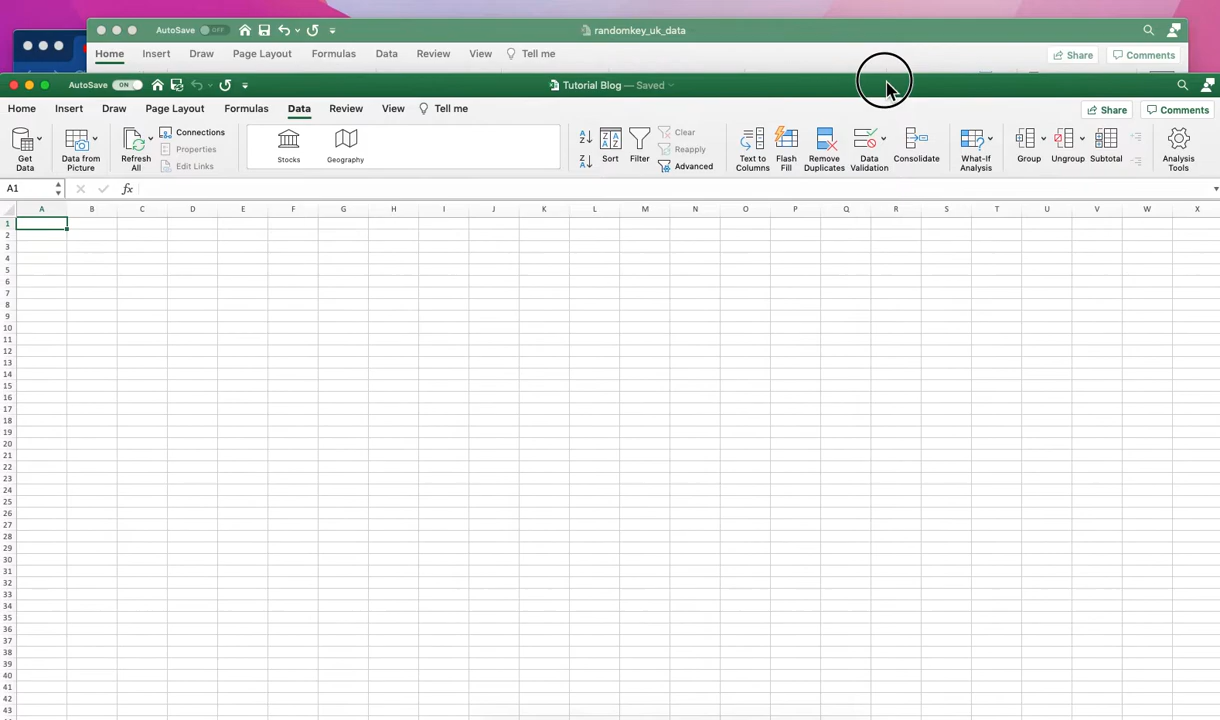 AutoSave OFF randomkey_uk_data
Home Insert Draw Page Layout Formulas Data Review View Tell me Share Comments
AutoSave ON Tutorial Blog — Saved
Home Insert Draw Page Layout Formulas Data Review View Tell me Share Comments
Get Data
Data from Picture
Refresh All
Connections
Properties
Edit Links
Stocks
Geography
Sort
Filter
Clear
Reapply
Advanced
Text to Columns
Flash Fill
Remove Duplicates
Data Validation
Consolidate
What-If Analysis
Group
Ungroup
Subtotal
Analysis Tools
A1 fx
A B C D E F G H I J K L M N O P Q R S T U V W X
1
2
3
4
5
6
7
8
9
10
11
12
13
14
15
16
17
18
19
20
21
22
23
24
25
26
27
28
29
30
31
32
33
34
35
36
37
38
39
40
41
42
43